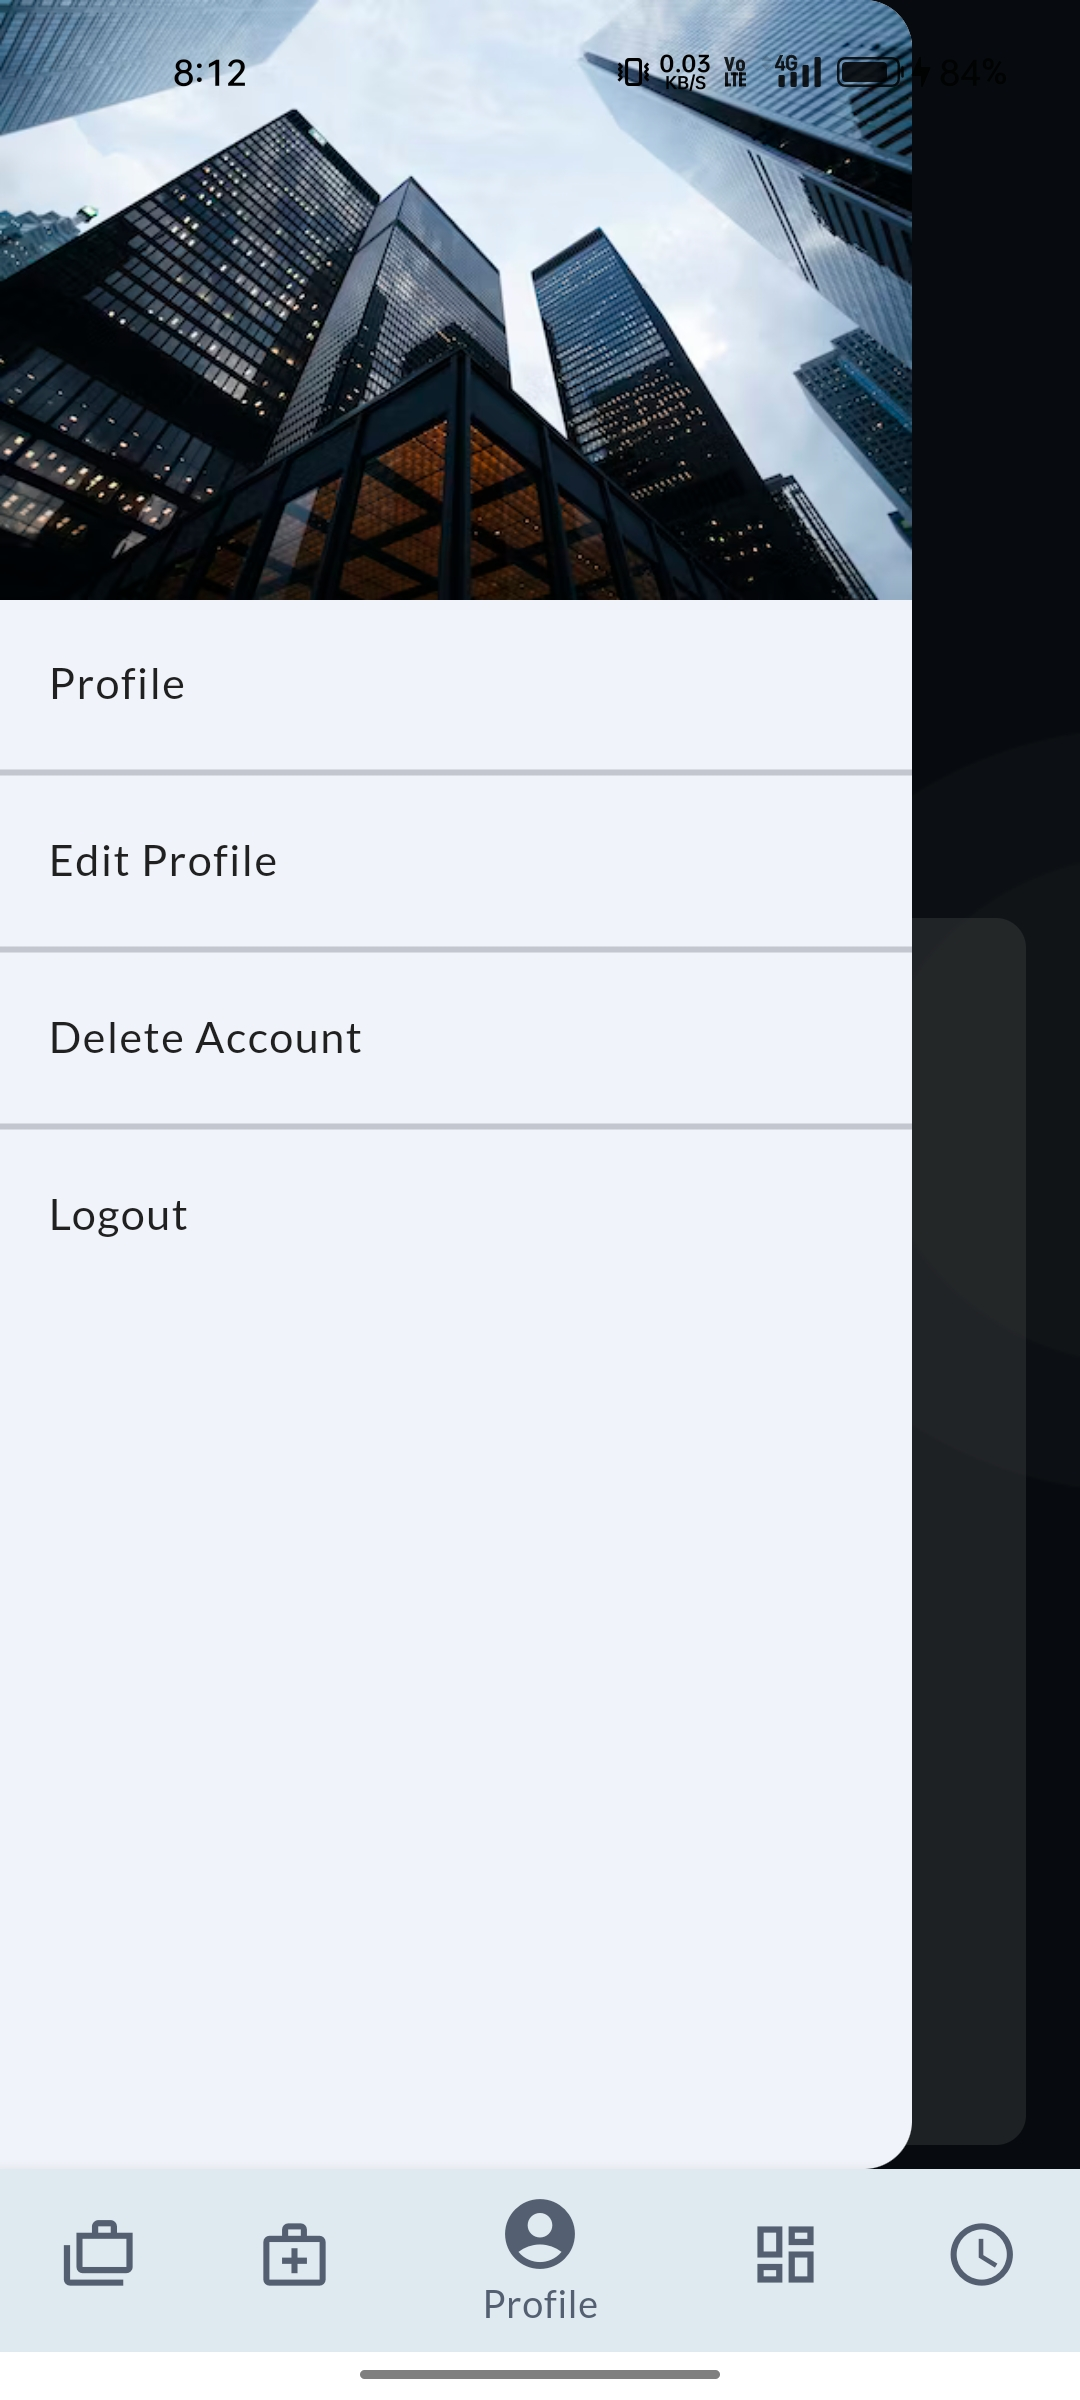 8:12
0.03
KB/S
Vo
LTE
4G
84%
Profile
Edit Profile
Delete Account
Logout
Profile